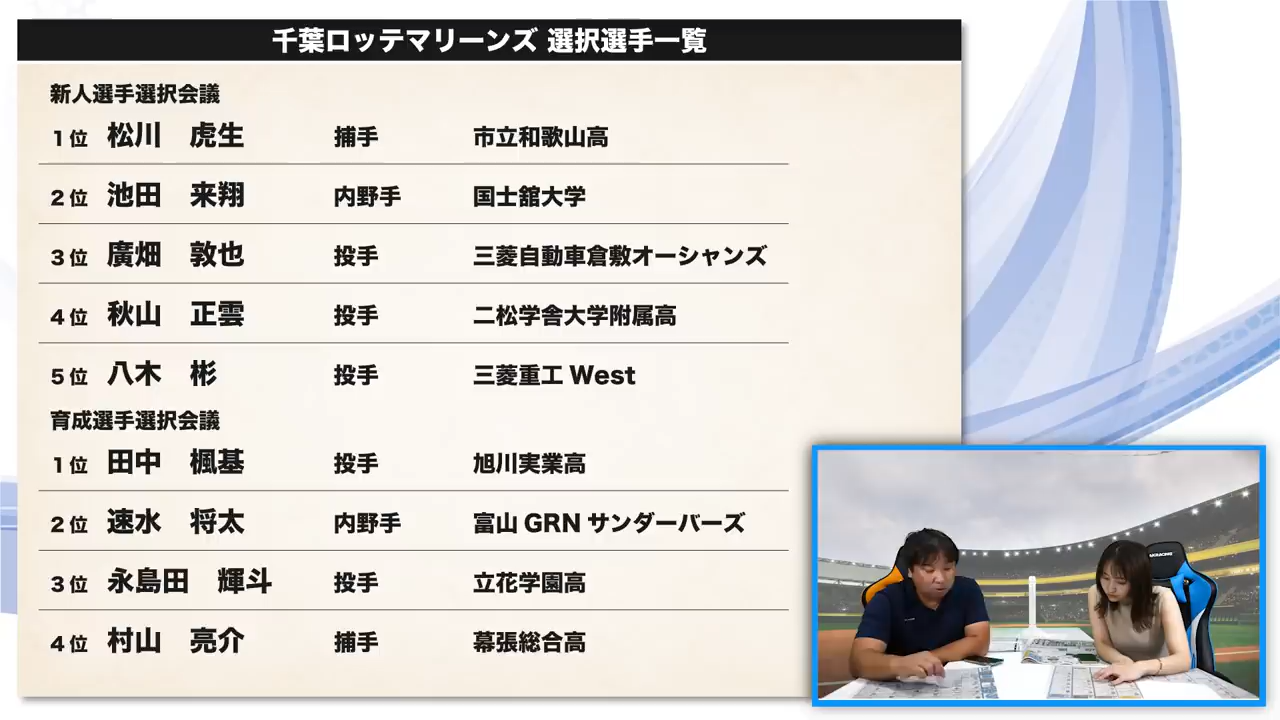 千葉ロッテマリーンズ 選択選手一覧
新人選手選択会議
1位 松川 虎生 捕手 市立和歌山高
2位 池田 来翔 内野手 国士舘大学
3位 廣畑 敦也 投手 三菱自動車倉敷オーシャンズ
4位 秋山 正雲 投手 二松学舎大学附属高
5位 八木 彬 投手 三菱重工 West
育成選手選択会議
1位 田中 楓基 投手 旭川実業高
2位 速水 将太 内野手 富山 GRN サンダーバーズ
3位 永島田 輝斗 投手 立花学園高
4位 村山 亮介 捕手 幕張総合高
AKRACING